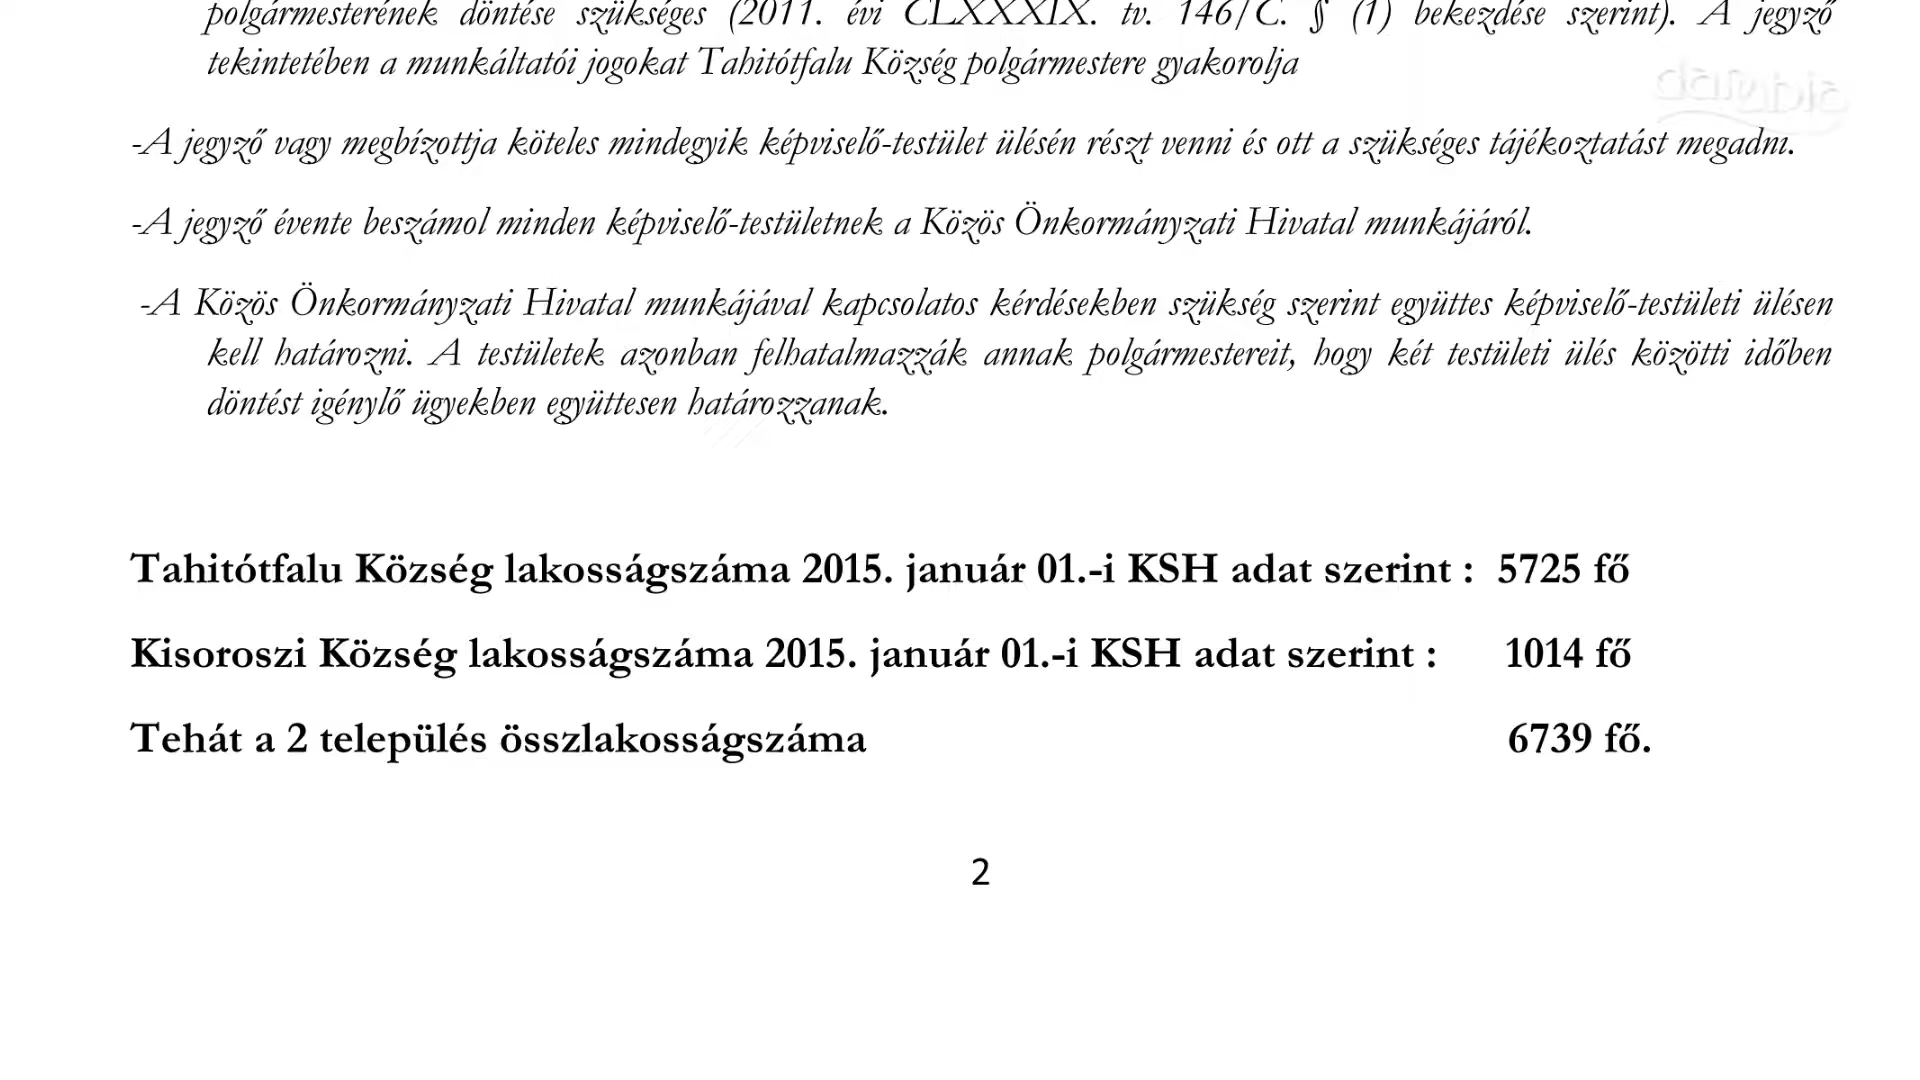 polgármesterének döntése szükséges (2011. évi CLXXXIX. tv. 146/C. § (1) bekezdése szerint). A jegyző
tekintetében a munkáltatói jogokat Tahitótfalu Község polgármestere gyakorolja
danubia
-A jegyző vagy megbízottja köteles mindegyik képviselő-testület ülésén részt venni és ott a szükséges tájékoztatást megadni.
-A jegyző évente beszámol minden képviselő-testületnek a Közös Önkormányzati Hivatal munkájáról.
-A Közös Önkormányzati Hivatal munkájával kapcsolatos kérdésekben szükség szerint együttes képviselő-testületi ülésen
kell határozni. A testületek azonban felhatalmazzák annak polgármestereit, hogy két testületi ülés közötti időben
döntést igénylő ügyekben együttesen határozzanak.
Tahitótfalu Község lakosságszáma 2015. január 01.-i KSH adat szerint : 5725 fő
Kisoroszi Község lakosságszáma 2015. január 01.-i KSH adat szerint : 1014 fő
Tehát a 2 település összlakosságszáma 6739 fő.
2